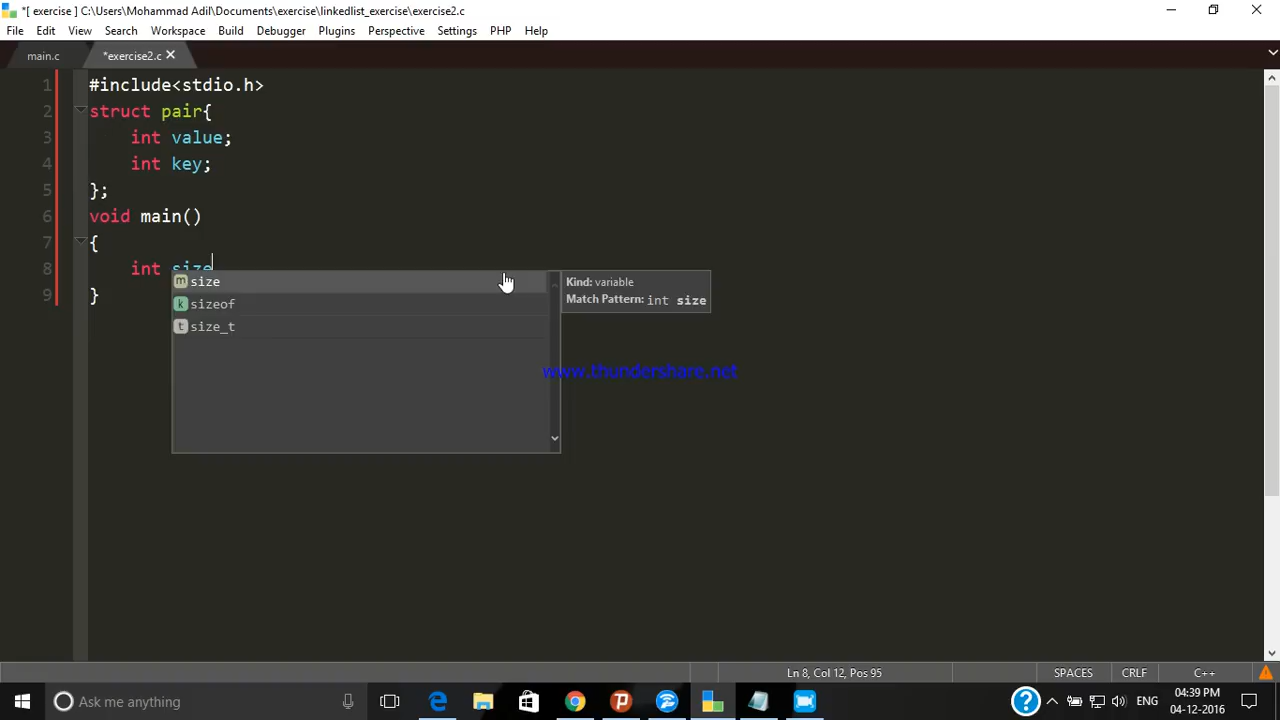 *[ exercise ] C:\Users\Mohammad Adil\Documents\exercise\linkedlist_exercise\exercise2.c
File Edit View Search Workspace Build Debugger Plugins Perspective Settings PHP Help
main.c *exercise2.c
1 #include<stdio.h>
2 struct pair{
3 int value;
4 int key;
5 };
6 void main()
7 {
8 int size
9 }
m size
k sizeof
t size_t
Kind: variable
Match Pattern: int size
www.thundershare.net
Ln 8, Col 12, Pos 95 SPACES CRLF C++
Ask me anything
ENG
04:39 PM
04-12-2016